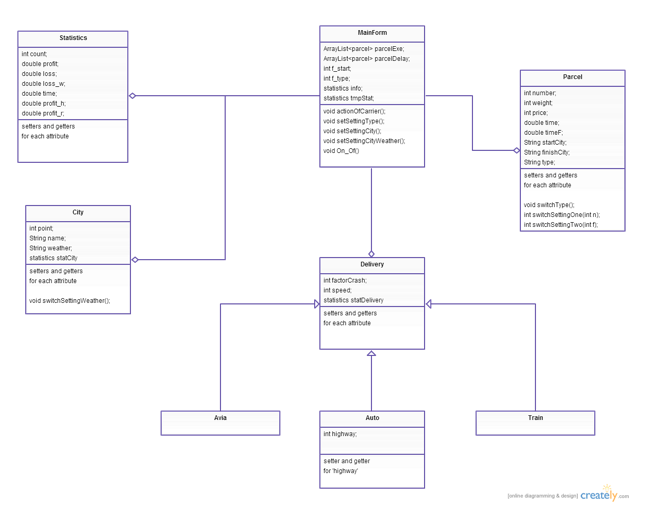 Statistics
int count;
double profit;
double loss;
double loss_w;
double time;
double profit_h;
double profit_r;
setters and getters
for each attribute
MainForm
ArrayList<parcel> parcelExe;
ArrayList<parcel> parcelDelay;
int f_start;
int f_type;
statistics info;
statistics tmpStat;
void actionOfCarrier();
void setSettingType();
void setSettingCity();
void setSettingCityWeather();
void On_Of()
Parcel
int number;
int weight;
int price;
double time;
double timeF;
String startCity;
String finishCity;
String type;
setters and getters
for each attribute
void switchType();
int switchSettingOne(int n);
int switchSettingTwo(int f);
City
int point;
String name;
String weather;
statistics statCity
setters and getters
for each attribute
void switchSettingWeather();
Delivery
int factorCrash;
int speed;
statistics statDelivery
setters and getters
for each attribute
Avia
Auto
int highway;
setter and getter
for 'highway'
Train
[online diagramming & design] creately.com